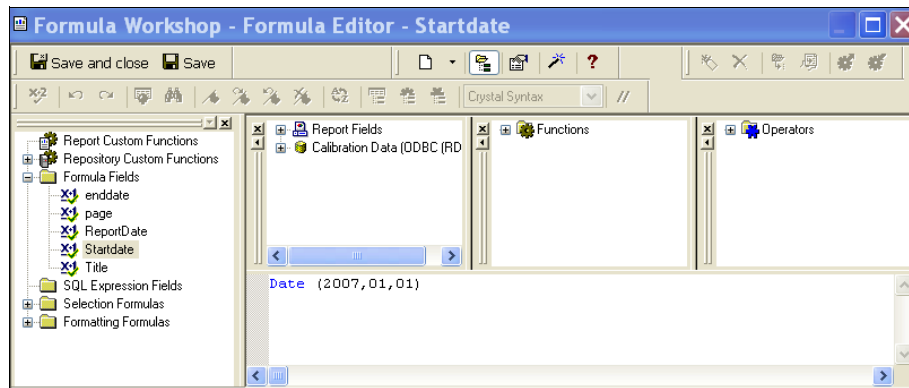 Formula Workshop - Formula Editor - Startdate
Save and close Save
Crystal Syntax //
Report Custom Functions
Repository Custom Functions
Formula Fields
enddate
page
ReportDate
Startdate
Title
SQL Expression Fields
Selection Formulas
Formatting Formulas
Report Fields
Calibration Data (ODBC (RD
Functions
Operators
Date (2007,01,01)